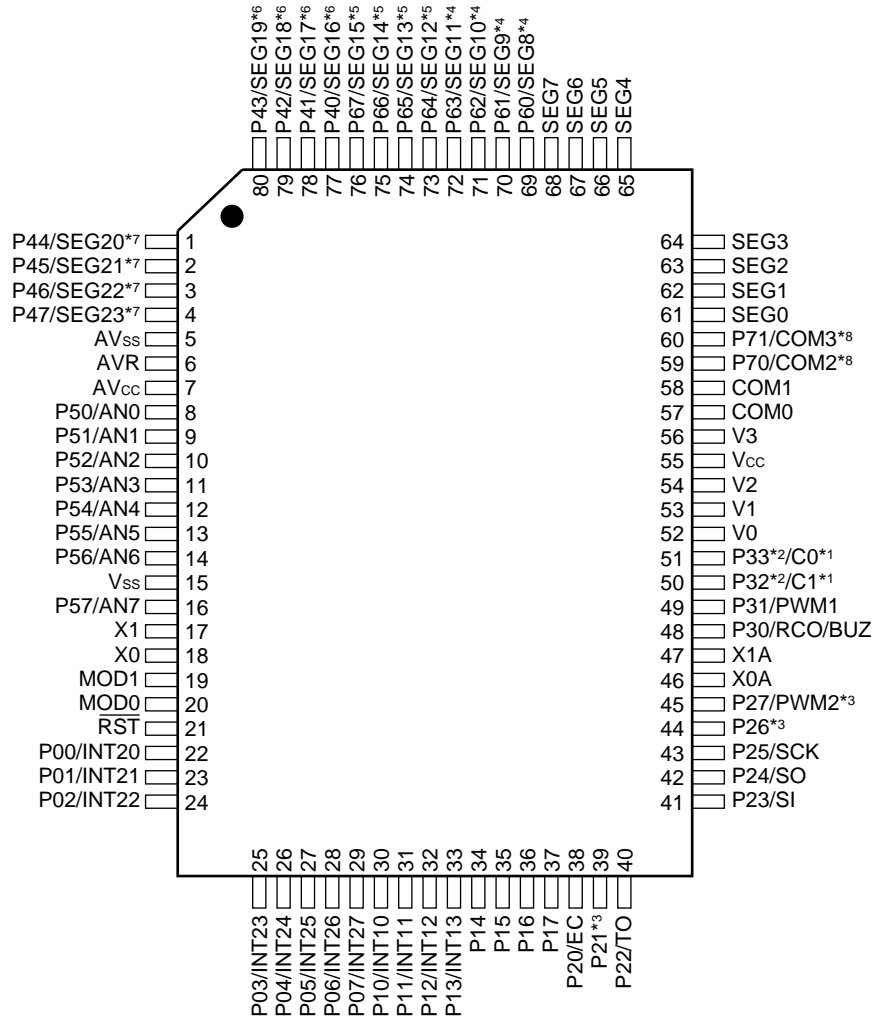 P43/SEG19*6
P42/SEG18*6
P41/SEG17*6
P40/SEG16*6
P67/SEG15*5
P66/SEG14*5
P65/SEG13*5
P64/SEG12*5
P63/SEG11*4
P62/SEG10*4
P61/SEG9*4
P60/SEG8*4
SEG7
SEG6
SEG5
SEG4
80
79
78
77
76
75
74
73
72
71
70
69
68
67
66
65
P44/SEG20*7 1
P45/SEG21*7 2
P46/SEG22*7 3
P47/SEG23*7 4
AVss 5
AVR 6
AVcc 7
P50/AN0 8
P51/AN1 9
P52/AN2 10
P53/AN3 11
P54/AN4 12
P55/AN5 13
P56/AN6 14
Vss 15
P57/AN7 16
X1 17
X0 18
MOD1 19
MOD0 20
RST 21
P00/INT20 22
P01/INT21 23
P02/INT22 24
64 SEG3
63 SEG2
62 SEG1
61 SEG0
60 P71/COM3*8
59 P70/COM2*8
58 COM1
57 COM0
56 V3
55 Vcc
54 V2
53 V1
52 V0
51 P33*2/C0*1
50 P32*2/C1*1
49 P31/PWM1
48 P30/RCO/BUZ
47 X1A
46 X0A
45 P27/PWM2*3
44 P26*3
43 P25/SCK
42 P24/SO
41 P23/SI
25
26
27
28
29
30
31
32
33
34
35
36
37
38
39
40
P03/INT23
P04/INT24
P05/INT25
P06/INT26
P07/INT27
P10/INT10
P11/INT11
P12/INT12
P13/INT13
P14
P15
P16
P17
P20/EC
P21*3
P22/TO